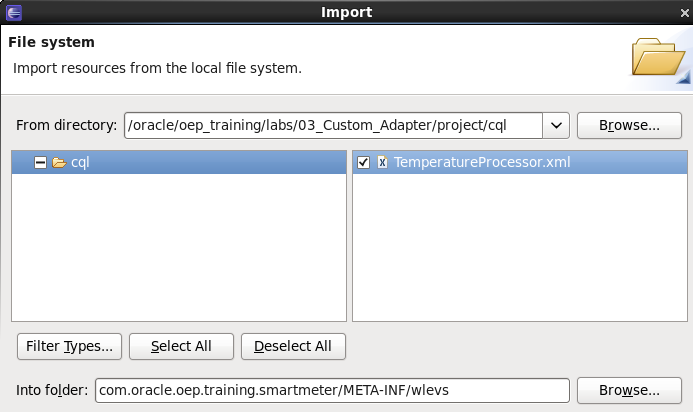 Import
File system
Import resources from the local file system.
From directory: /oracle/oep_training/labs/03_Custom_Adapter/project/cql Browse...
cql
TemperatureProcessor.xml
Filter Types... Select All Deselect All
Into folder: com.oracle.oep.training.smartmeter/META-INF/wlevs Browse...